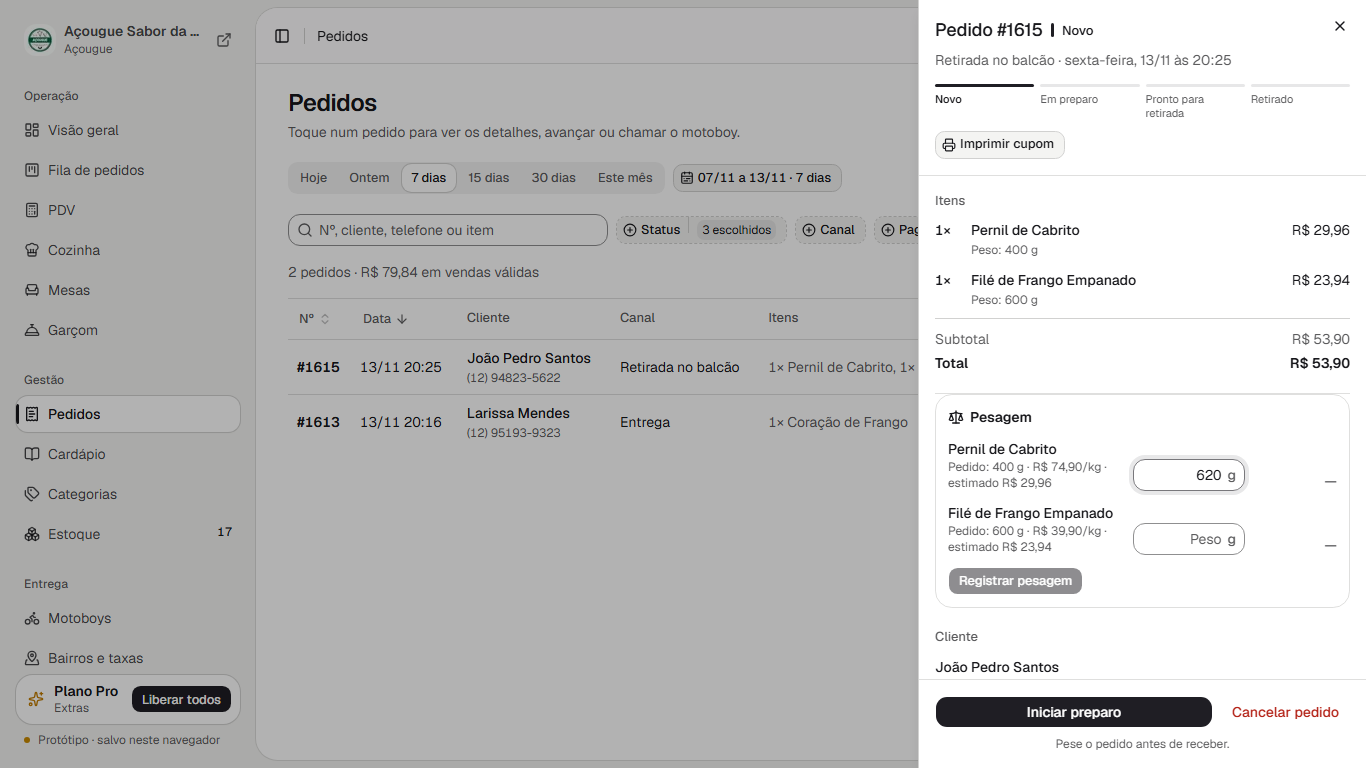 Açougue Sabor da ...
Açougue
Operação
Visão geral
Fila de pedidos
PDV
Cozinha
Mesas
Garçom
Gestão
Pedidos
Cardápio
Categorias
Estoque 17
Entrega
Motoboys
Bairros e taxas
Plano Pro
Extras
Liberar todos
Protótipo · salvo neste navegador
Pedidos
Pedidos
Toque num pedido para ver os detalhes, avançar ou chamar o motoboy.
Hoje Ontem 7 dias 15 dias 30 dias Este mês 07/11 a 13/11 · 7 dias
Nº, cliente, telefone ou item Status 3 escolhidos Canal Pag
2 pedidos · R$ 79,84 em vendas válidas
Nº Data Cliente Canal Itens
#1615 13/11 20:25 João Pedro Santos Retirada no balcão 1× Pernil de Cabrito, 1×
(12) 94823-5622
#1613 13/11 20:16 Larissa Mendes Entrega 1× Coração de Frango
(12) 95193-9323
Pedido #1615 Novo
Retirada no balcão · sexta-feira, 13/11 às 20:25
Novo Em preparo Pronto para retirada Retirado
Imprimir cupom
Itens
1× Pernil de Cabrito R$ 29,96
Peso: 400 g
1× Filé de Frango Empanado R$ 23,94
Peso: 600 g
Subtotal R$ 53,90
Total R$ 53,90
Pesagem
Pernil de Cabrito
Pedido: 400 g · R$ 74,90/kg ·
estimado R$ 29,96
620 g —
Filé de Frango Empanado
Pedido: 600 g · R$ 39,90/kg ·
estimado R$ 23,94
Peso g —
Registrar pesagem
Cliente
João Pedro Santos
Iniciar preparo Cancelar pedido
Pese o pedido antes de receber.